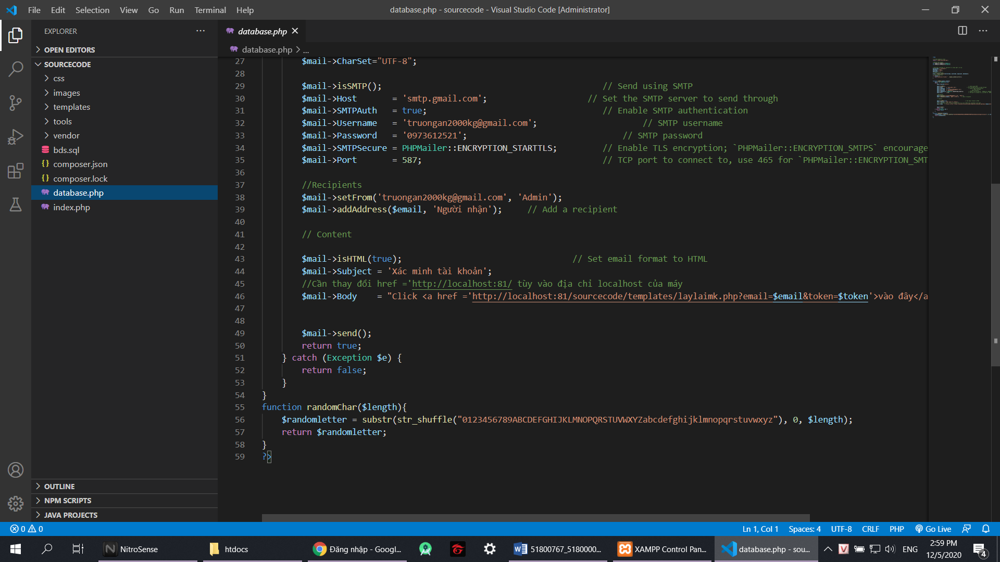 File Edit Selection View Go Run Terminal Help
database.php - sourcecode - Visual Studio Code [Administrator]
EXPLORER
OPEN EDITORS
SOURCECODE
css
images
templates
tools
vendor
bds.sql
composer.json
composer.lock
database.php
index.php
OUTLINE
NPM SCRIPTS
JAVA PROJECTS
database.php
database.php > ...
27 $mail->CharSet="UTF-8";
28
29 $mail->isSMTP(); // Send using SMTP
30 $mail->Host = 'smtp.gmail.com'; // Set the SMTP server to send through
31 $mail->SMTPAuth = true; // Enable SMTP authentication
32 $mail->Username = 'truongan2000kg@gmail.com'; // SMTP username
33 $mail->Password = '0973612521'; // SMTP password
34 $mail->SMTPSecure = PHPMailer::ENCRYPTION_STARTTLS; // Enable TLS encryption; `PHPMailer::ENCRYPTION_SMTPS` encourage
35 $mail->Port = 587; // TCP port to connect to, use 465 for `PHPMailer::ENCRYPTION_SMT
36
37 //Recipients
38 $mail->setFrom('truongan2000kg@gmail.com', 'Admin');
39 $mail->addAddress($email, 'Người nhận'); // Add a recipient
40
41 // Content
42
43 $mail->isHTML(true); // Set email format to HTML
44 $mail->Subject = 'Xác minh tài khoản';
45 //Cần thay đổi href ='http://localhost:81/ tùy vào địa chỉ localhost của máy
46 $mail->Body = "Click <a href ='http://localhost:81/sourcecode/templates/laylaimk.php?email=$email&token=$token'>vào đây</a
47
48
49 $mail->send();
50 return true;
51 } catch (Exception $e) {
52 return false;
53 }
54 }
55 function randomChar($length){
56 $randomletter = substr(str_shuffle("0123456789ABCDEFGHIJKLMNOPQRSTUVWXYZabcdefghijklmnopqrstuvwxyz"), 0, $length);
57 return $randomletter;
58 }
59 ?>
0 0
Ln 1, Col 1 Spaces: 4 UTF-8 CRLF PHP Go Live
NitroSense
htdocs
Đăng nhập - Googl...
51800767_5180000...
XAMPP Control Pan...
database.php - sou...
ENG
2:59 PM
12/5/2020
4